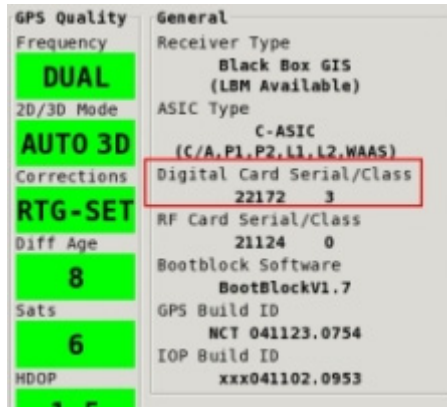 GPS Quality
Frequency
DUAL
2D/3D Mode
AUTO 3D
Corrections
RTG-SET
Diff Age
8
Sats
6
HDOP
General
Receiver Type
Black Box GIS
(LBM Available)
ASIC Type
C-ASIC
(C/A,P1,P2,L1,L2,WAAS)
Digital Card Serial/Class
22172 3
RF Card Serial/Class
21124 0
Bootblock Software
BootBlockV1.7
GPS Build ID
NCT 041123.0754
IOP Build ID
xxx041102.0953